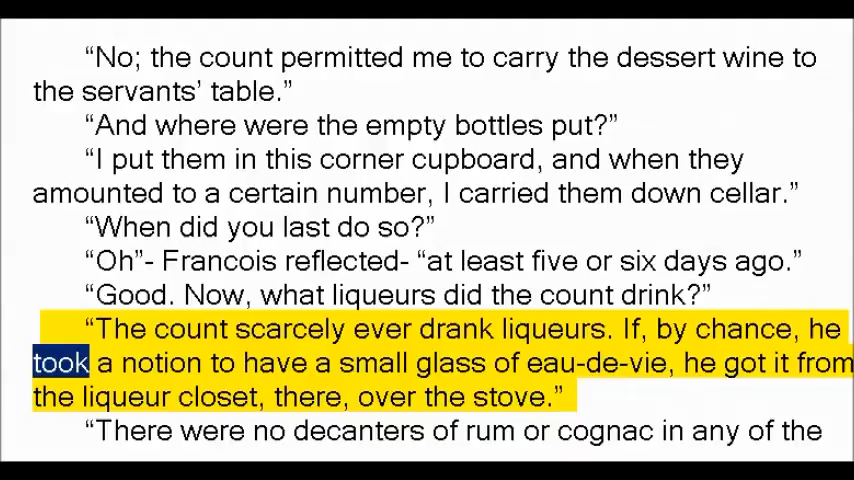 “No; the count permitted me to carry the dessert wine to
the servants’ table.”
“And where were the empty bottles put?”
“I put them in this corner cupboard, and when they
amounted to a certain number, I carried them down cellar.”
“When did you last do so?”
“Oh”- Francois reflected- “at least five or six days ago.”
“Good. Now, what liqueurs did the count drink?”
“The count scarcely ever drank liqueurs. If, by chance, he
took a notion to have a small glass of eau-de-vie, he got it from
the liqueur closet, there, over the stove.”
“There were no decanters of rum or cognac in any of the